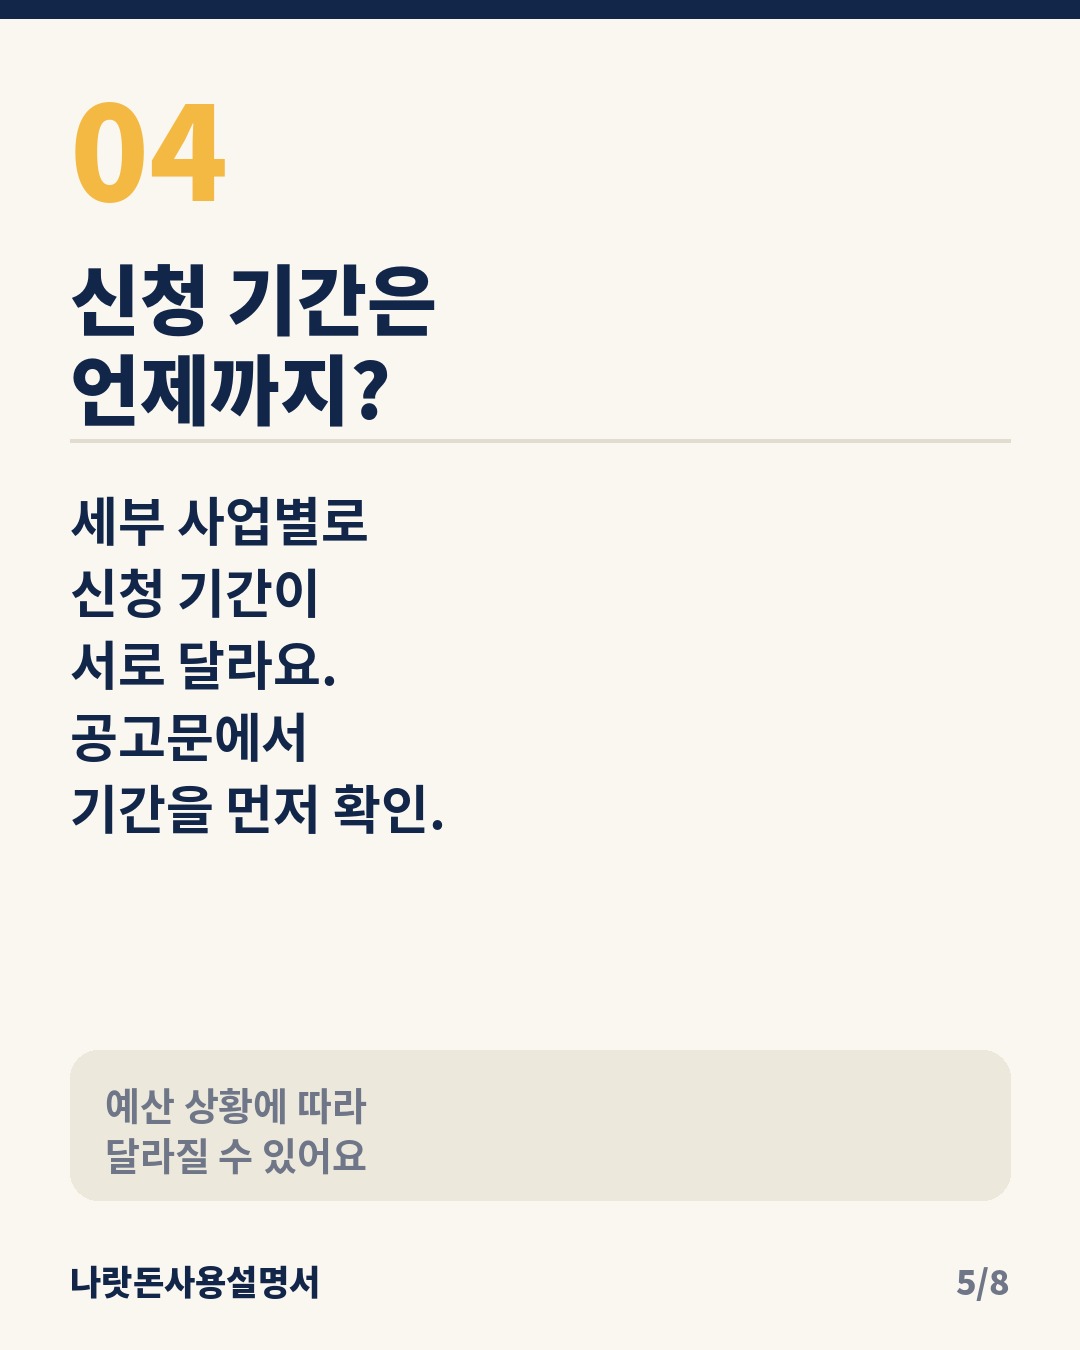 04
신청 기간은
언제까지?
세부 사업별로
신청 기간이
서로 달라요.
공고문에서
기간을 먼저 확인.
예산 상황에 따라
달라질 수 있어요
나랏돈사용설명서
5/8